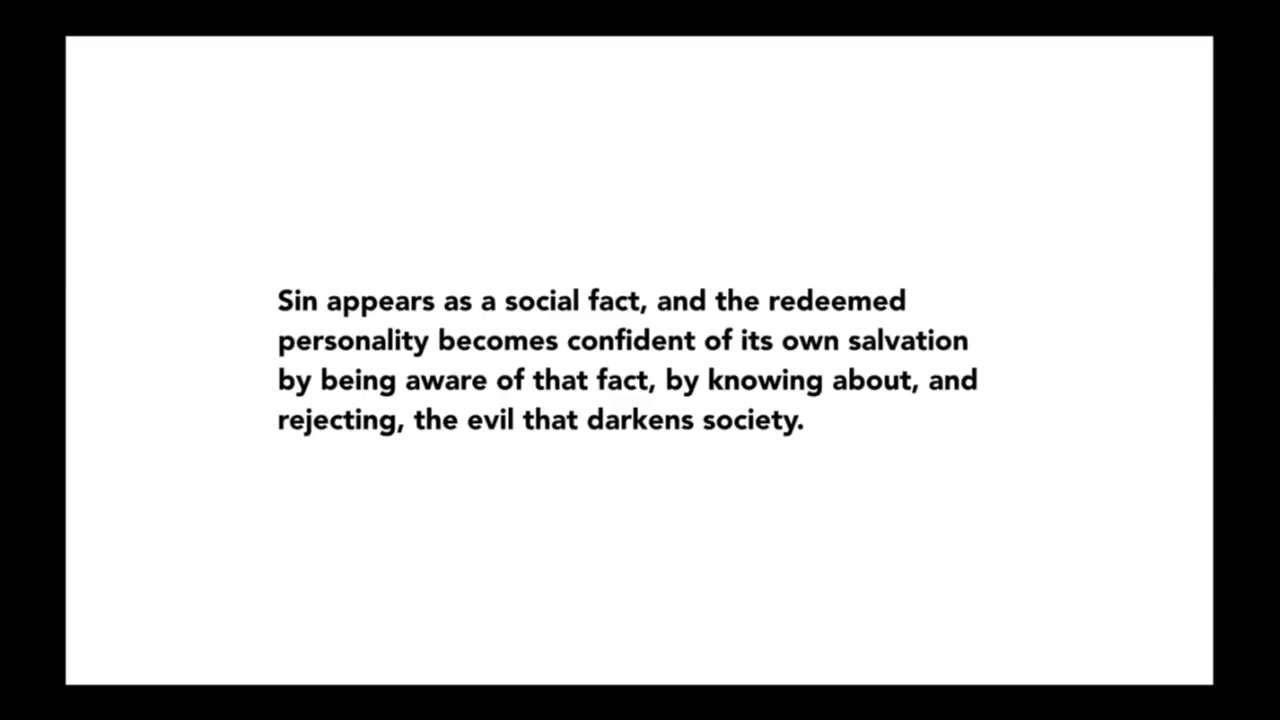 Sin appears as a social fact, and the redeemed
personality becomes confident of its own salvation
by being aware of that fact, by knowing about, and
rejecting, the evil that darkens society.